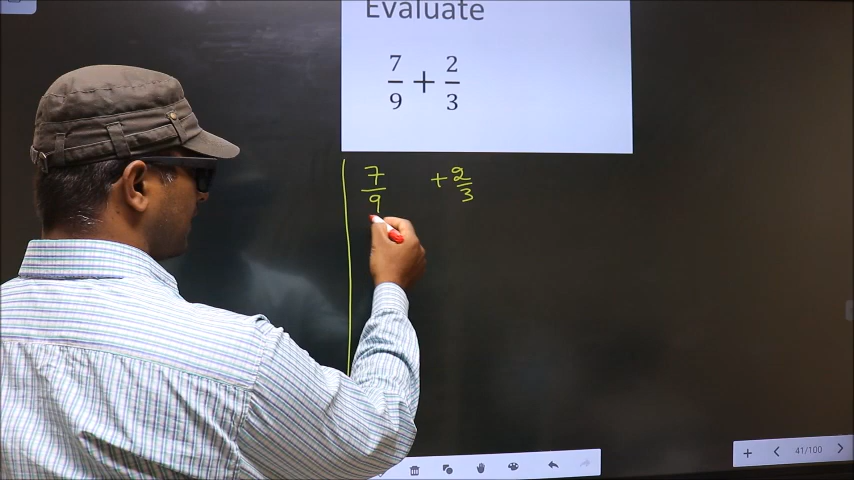 Evaluate
7/9 + 2/3
7/9 + 2/3
41/100